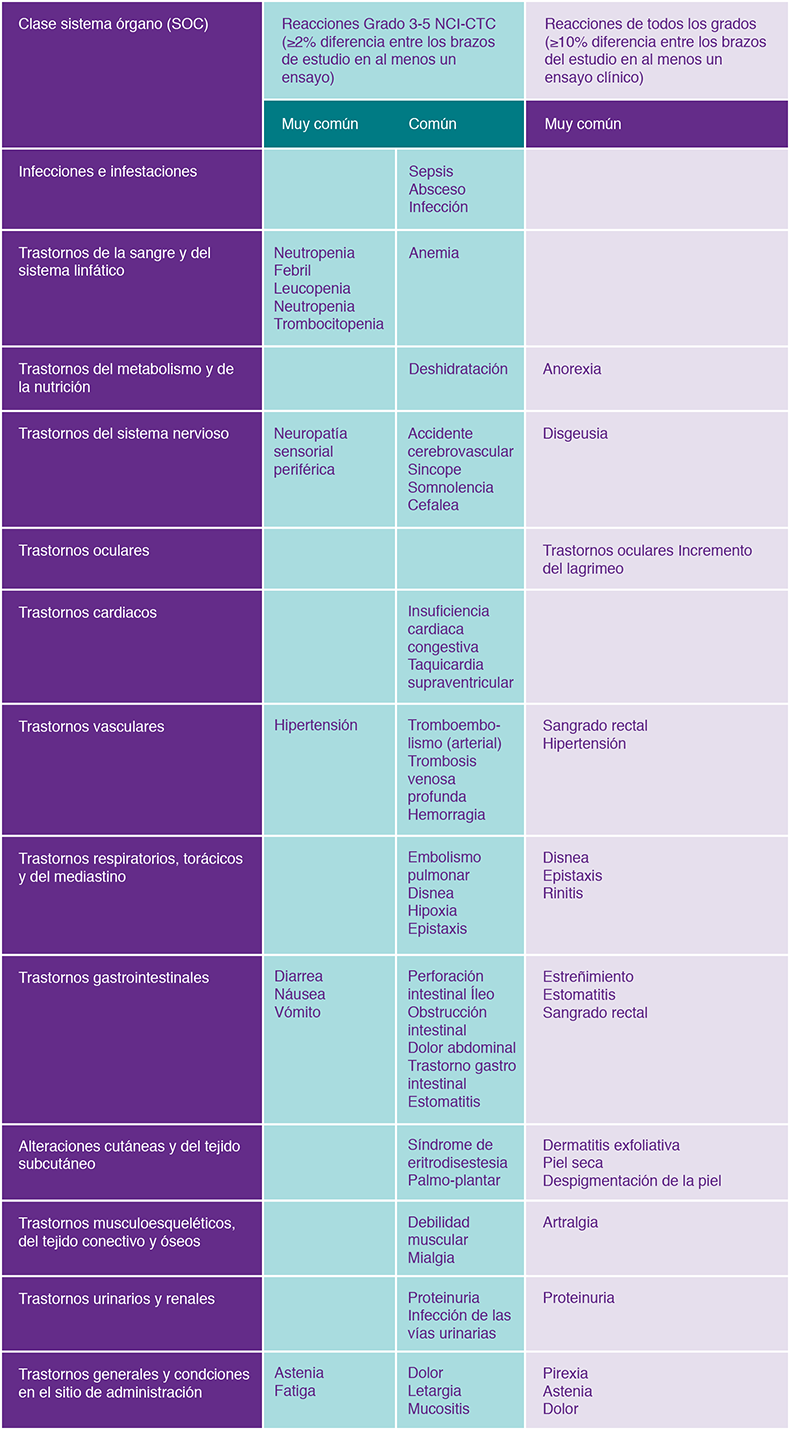 Clase sistema órgano (SOC)
Reacciones Grado 3-5 NCI-CTC
(≥2% diferencia entre los brazos
de estudio en al menos un
ensayo)
Reacciones de todos los grados
(≥10% diferencia entre los brazos
del estudio en al menos un
ensayo clínico)
Muy común
Común
Muy común
Infecciones e infestaciones
Sepsis
Absceso
Infección
Trastornos de la sangre y del
sistema linfático
Neutropenia
Febril
Leucopenia
Neutropenia
Trombocitopenia
Anemia
Trastornos del metabolismo y de
la nutrición
Deshidratación
Anorexia
Trastornos del sistema nervioso
Neuropatía
sensorial
periférica
Accidente
cerebrovascular
Sincope
Somnolencia
Cefalea
Disgeusia
Trastornos oculares
Trastornos oculares Incremento
del lagrimeo
Trastornos cardiacos
Insuficiencia
cardiaca
congestiva
Taquicardia
supraventricular
Trastornos vasculares
Hipertensión
Tromboembo-
lismo (arterial)
Trombosis
venosa
profunda
Hemorragia
Sangrado rectal
Hipertensión
Trastornos respiratorios, torácicos
y del mediastino
Embolismo
pulmonar
Disnea
Hipoxia
Epistaxis
Disnea
Epistaxis
Rinitis
Trastornos gastrointestinales
Diarrea
Náusea
Vómito
Perforación
intestinal Íleo
Obstrucción
intestinal
Dolor abdominal
Trastorno gastro
intestinal
Estomatitis
Estreñimiento
Estomatitis
Sangrado rectal
Alteraciones cutáneas y del tejido
subcutáneo
Síndrome de
eritrodisestesia
Palmo-plantar
Dermatitis exfoliativa
Piel seca
Despigmentación de la piel
Trastornos musculoesqueléticos,
del tejido conectivo y óseos
Debilidad
muscular
Mialgia
Artralgia
Trastornos urinarios y renales
Proteinuria
Infección de las
vías urinarias
Proteinuria
Trastornos generales y condciones
en el sitio de administración
Astenia
Fatiga
Dolor
Letargia
Mucositis
Pirexia
Astenia
Dolor